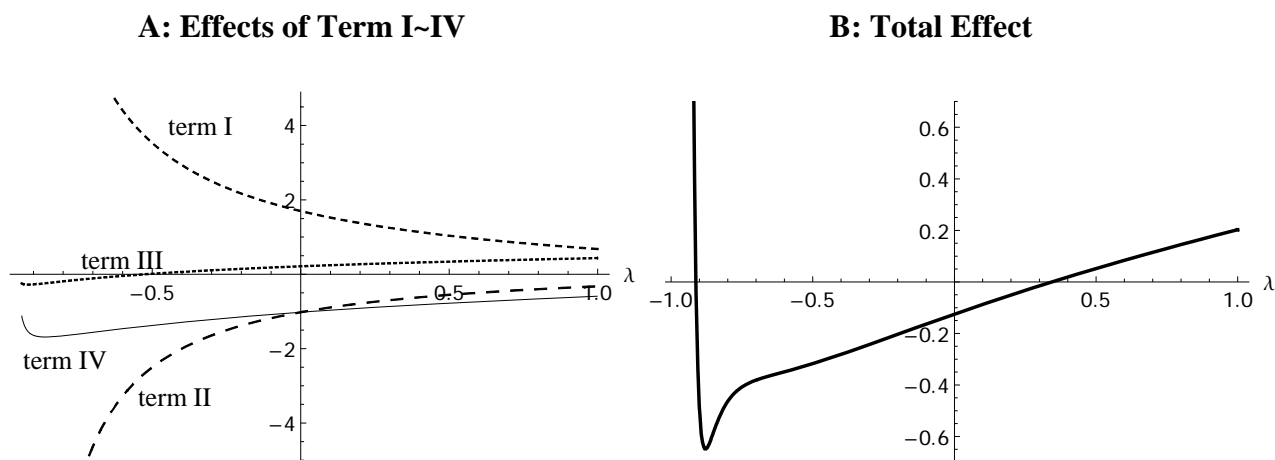 A: Effects of Term I~IV
term I
term III
term IV
term II
4
2
−2
−4
−0.5
0.5
1.0
λ
B: Total Effect
0.6
0.4
0.2
−0.2
−0.4
−0.6
−1.0
−0.5
0.5
1.0
λ